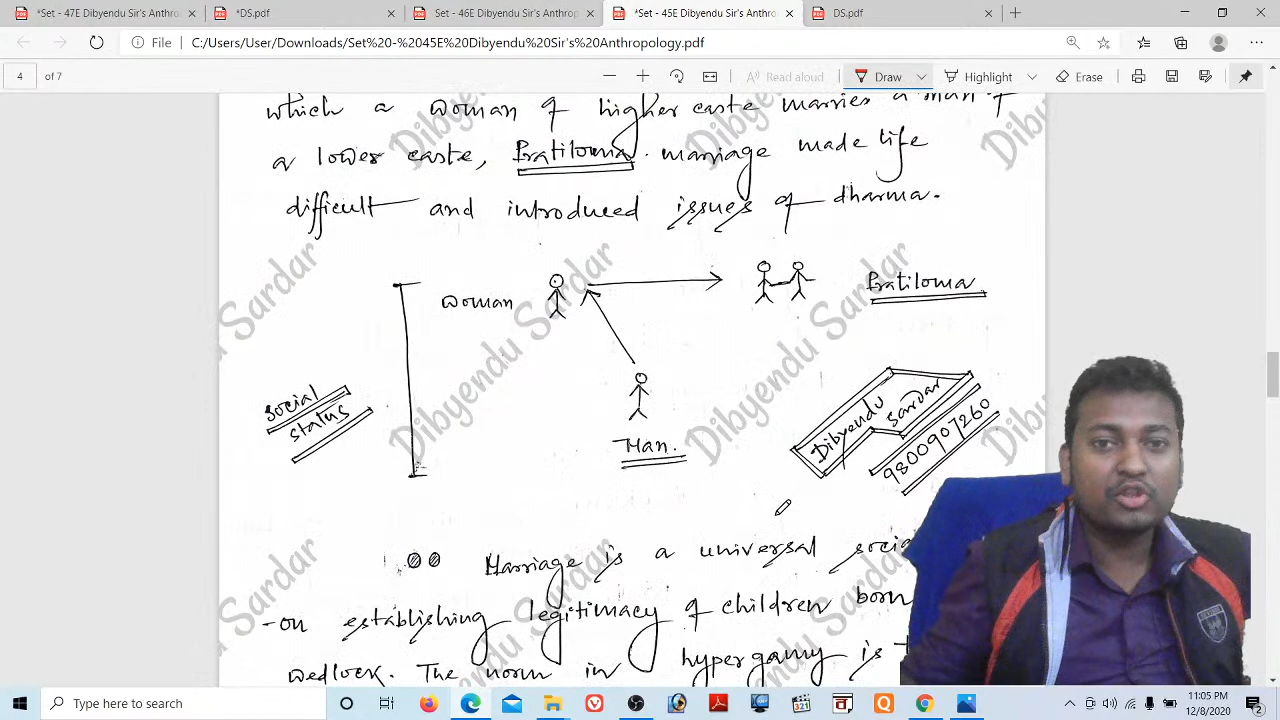 *Set - 47E Dibyendu Sir's Anthro
*DS.pdf
Set - 46E Dibyendu Sir's Anthrop
*Set - 45E Dibyendu Sir's Anthro
DS.pdf
File C:/Users/User/Downloads/Set%20-%2045E%20Dibyendu%20Sir's%20Anthropology.pdf
4 of 7
Read aloud
Draw
Highlight
Erase
which a woman of higher caste marries a man of
a lower caste, Pratiloma marriage made life
difficult and introduced issues of dharma.
woman
Pratiloma
social
status
Man.
Dibyendu
Sardar
9800907260
Marriage is a universal socia
-on establishing legitimacy of children born
wedlock. The norm in hypergamy is t
Dibyendu Sardar
Type here to search
11:05 PM
12/8/2020